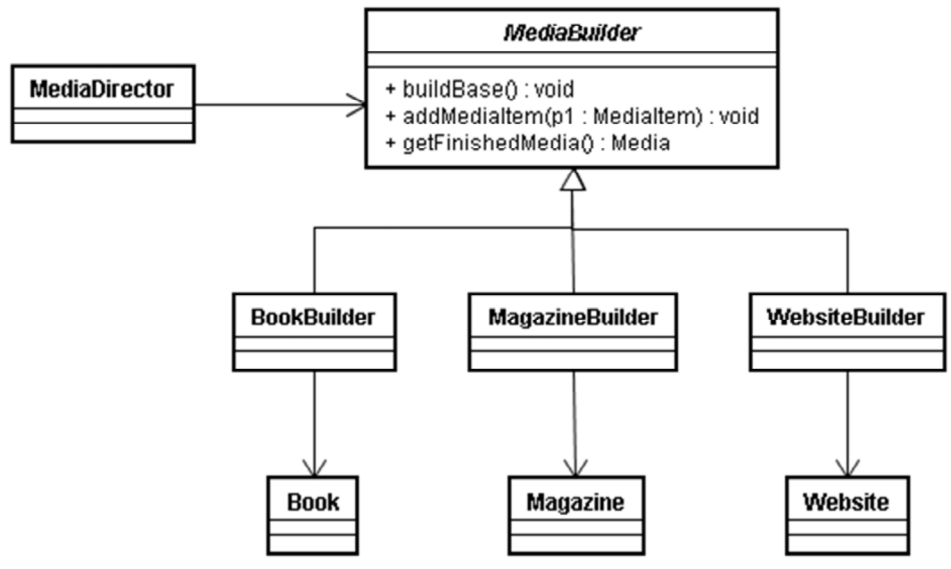 MediaBuilder
MediaDirector
+ buildBase() : void
+ addMediaItem(p1 : MediaItem) : void
+ getFinishedMedia() : Media
BookBuilder
MagazineBuilder
WebsiteBuilder
Book
Magazine
Website